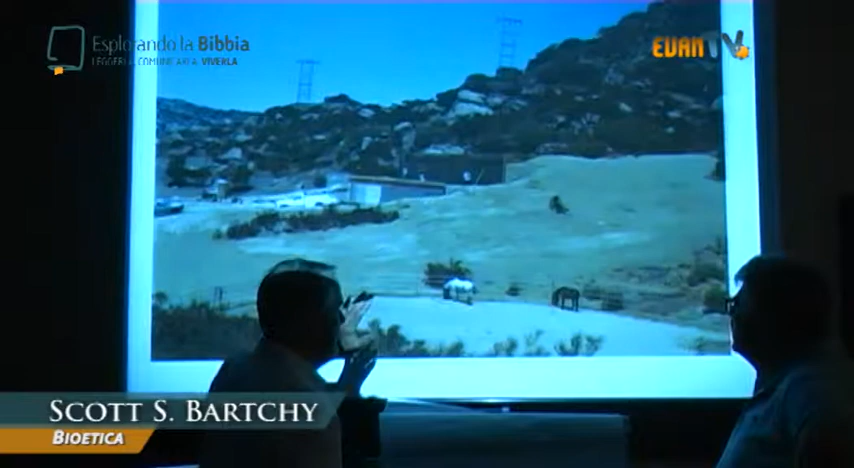 Esplorando la Bibbia
LEGGERLA, COMUNICARLA, VIVERLA
EVAN TV
SCOTT S. BARTCHY
BIOETICA